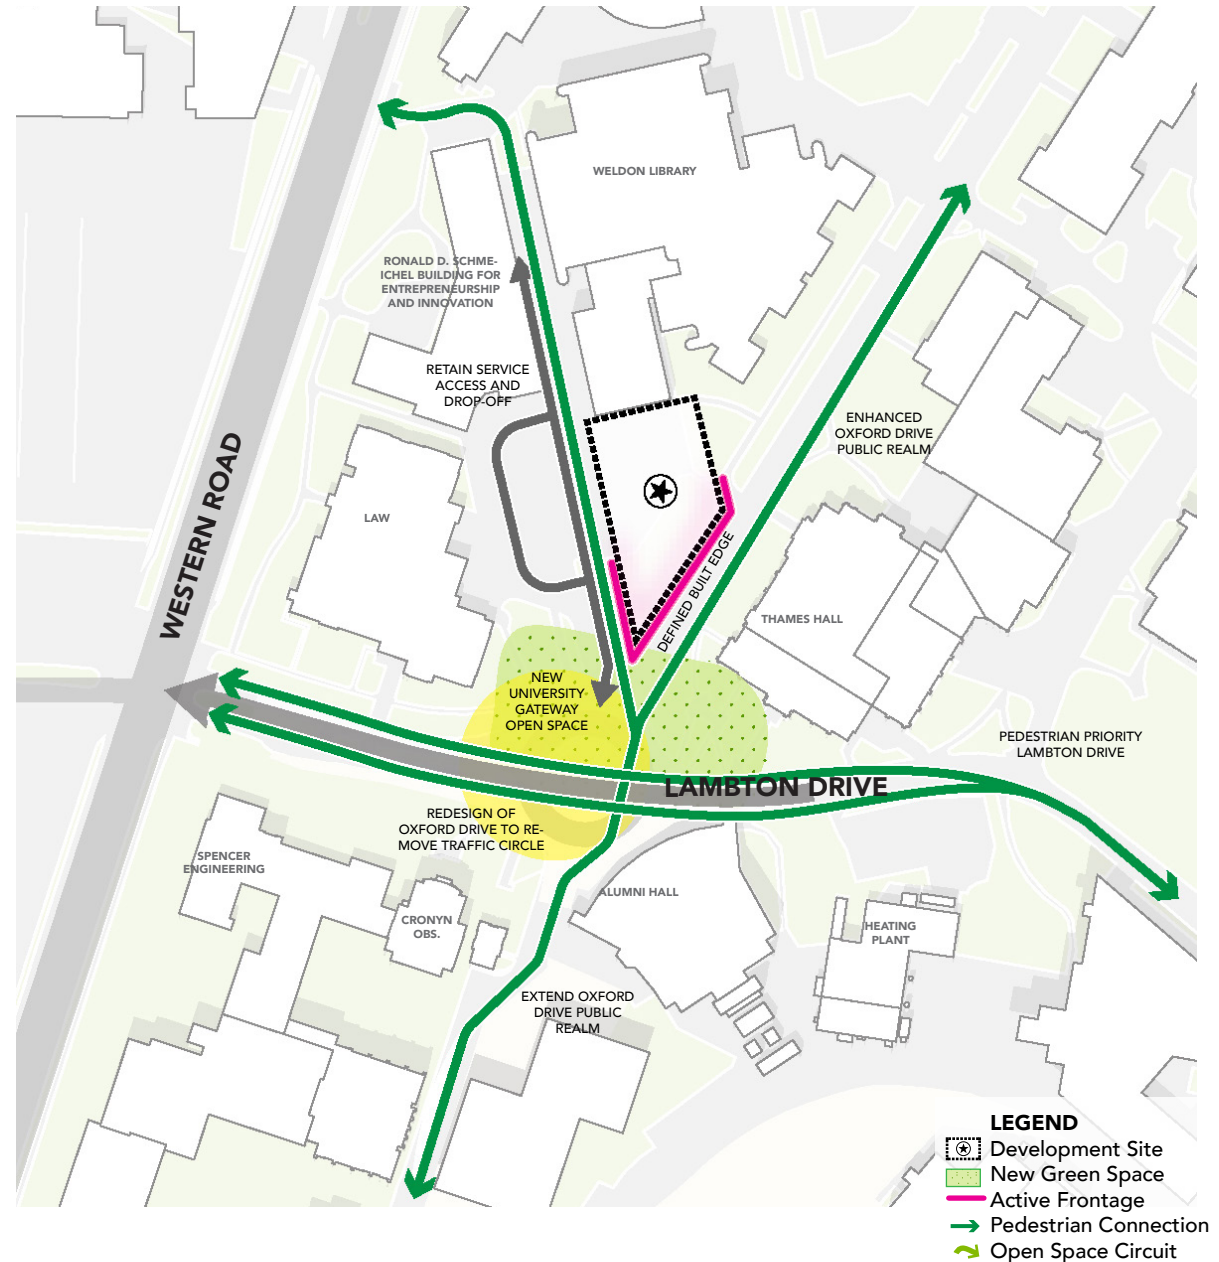 WELDON LIBRARY
RONALD D. SCHME-
ICHEL BUILDING FOR
ENTREPRENEURSHIP
AND INNOVATION
RETAIN SERVICE
ACCESS AND
DROP-OFF
ENHANCED
OXFORD DRIVE
PUBLIC REALM
WESTERN ROAD
LAW
DEFINED BUILT EDGE
THAMES HALL
NEW
UNIVERSITY
GATEWAY
OPEN SPACE
PEDESTRIAN PRIORITY
LAMBTON DRIVE
LAMBTON DRIVE
REDESIGN OF
OXFORD DRIVE TO RE-
MOVE TRAFFIC CIRCLE
SPENCER
ENGINEERING
ALUMNI HALL
CRONYN
OBS.
HEATING
PLANT
EXTEND OXFORD
DRIVE PUBLIC
REALM
LEGEND
Development Site
New Green Space
Active Frontage
Pedestrian Connection
Open Space Circuit